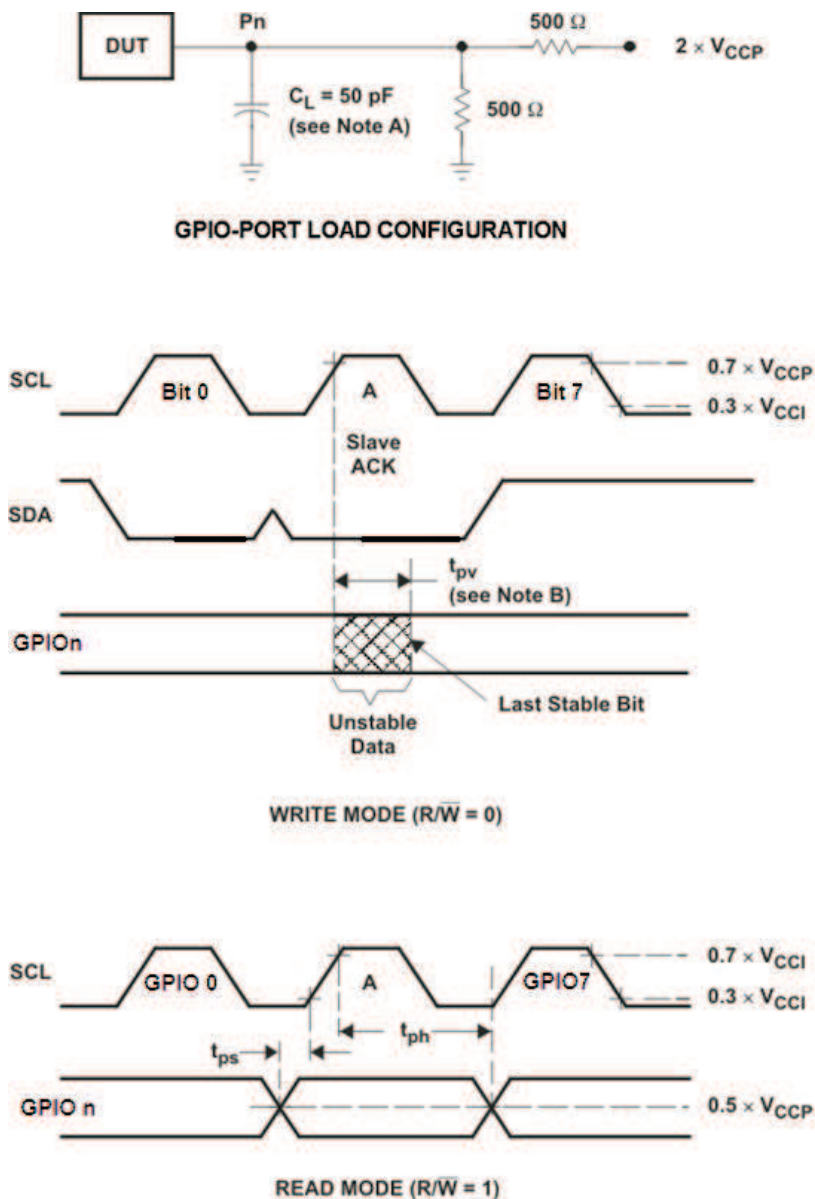 DUT
Pn
500 Ω
2 × VCCP
CL = 50 pF
(see Note A)
500 Ω
GPIO-PORT LOAD CONFIGURATION
SCL
Bit 0
A
Bit 7
0.7 × VCCP
0.3 × VCCI
Slave
ACK
SDA
tpv
(see Note B)
GPIOn
Last Stable Bit
Unstable
Data
WRITE MODE (R/W̅ = 0)
SCL
GPIO 0
A
GPIO7
0.7 × VCCI
0.3 × VCCI
tps
tph
GPIO n
0.5 × VCCP
READ MODE (R/W̅ = 1)